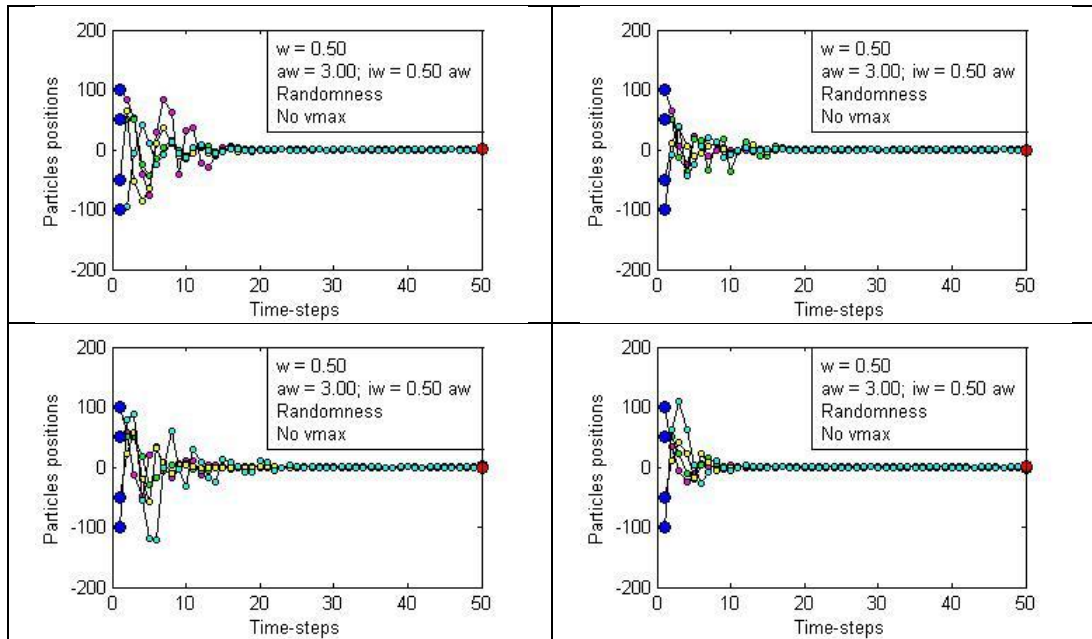 200
100
0
-100
-200
Particles positions
w = 0.50
aw = 3.00; iw = 0.50 aw
Randomness
No vmax
0 10 20 30 40 50
Time-steps
200
100
0
-100
-200
Particles positions
w = 0.50
aw = 3.00; iw = 0.50 aw
Randomness
No vmax
0 10 20 30 40 50
Time-steps
200
100
0
-100
-200
Particles positions
w = 0.50
aw = 3.00; iw = 0.50 aw
Randomness
No vmax
0 10 20 30 40 50
Time-steps
200
100
0
-100
-200
Particles positions
w = 0.50
aw = 3.00; iw = 0.50 aw
Randomness
No vmax
0 10 20 30 40 50
Time-steps